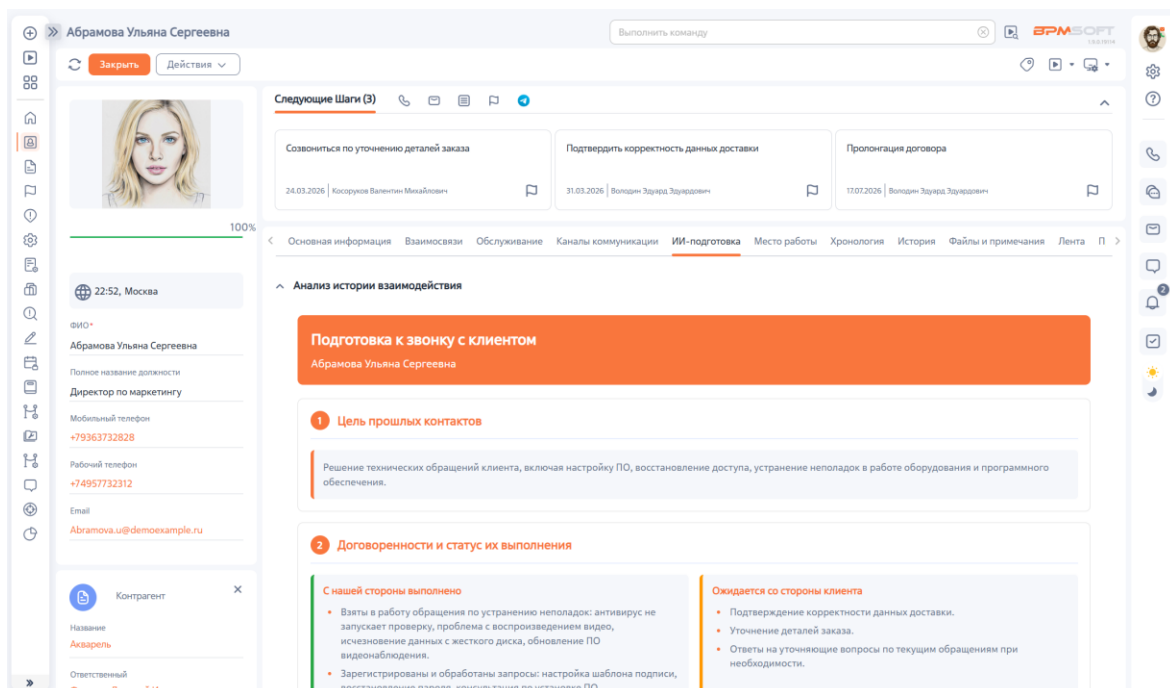 Абрамова Ульяна Сергеевна
Выполнить команду
BPMSOFT
Закрыть
Действия
Следующие Шаги (3)
Созвониться по уточнению деталей заказа
24.03.2026 | Косоруков Валентин Михайлович
Подтвердить корректность данных доставки
31.03.2026 | Володин Эдуард Эдуардович
Пролонгация договора
17.07.2026 | Володин Эдуард Эдуардович
100%
22:52, Москва
ФИО*
Абрамова Ульяна Сергеевна
Полное название должности
Директор по маркетингу
Мобильный телефон
+79363732828
Рабочий телефон
+74957732312
Email
Abramova.u@demoexample.ru
Контрагент
Название
Акварель
Ответственный
Основная информация
Взаимосвязи
Обслуживание
Каналы коммуникации
ИИ-подготовка
Место работы
Хронология
История
Файлы и примечания
Лента
П
Анализ истории взаимодействия
Подготовка к звонку с клиентом
Абрамова Ульяна Сергеевна
1 Цель прошлых контактов
Решение технических обращений клиента, включая настройку ПО, восстановление доступа, устранение неполадок в работе оборудования и программного
обеспечения.
2 Договоренности и статус их выполнения
С нашей стороны выполнено
• Взяты в работу обращения по устранению неполадок: антивирус не
запускает проверку, проблема с воспроизведением видео,
исчезновение данных с жесткого диска, обновление ПО
видеонаблюдения.
• Зарегистрированы и обработаны запросы: настройка шаблона подписи,
восстановление пароля, консультация по установке ПО
Ожидается со стороны клиента
• Подтверждение корректности данных доставки.
• Уточнение деталей заказа.
• Ответы на уточняющие вопросы по текущим обращениям при
необходимости.
2